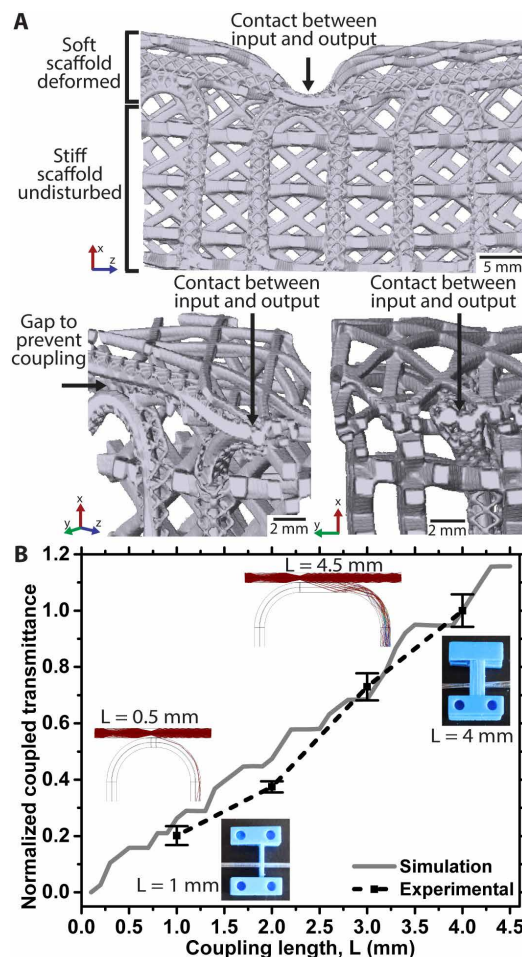 A
Soft
scaffold
deformed
Contact between
input and output
Stiff
scaffold
undisturbed
x
z
5 mm
Contact between
input and output
Contact between
input and output
Gap to
prevent
coupling
x
y
z
2 mm
x
y
2 mm
B
Normalized coupled transmittance
1.2
1.0
0.8
0.6
0.4
0.2
0.0
L = 4.5 mm
L = 0.5 mm
L = 4 mm
L = 1 mm
Simulation
Experimental
0.0 0.5 1.0 1.5 2.0 2.5 3.0 3.5 4.0 4.5
Coupling length, L (mm)